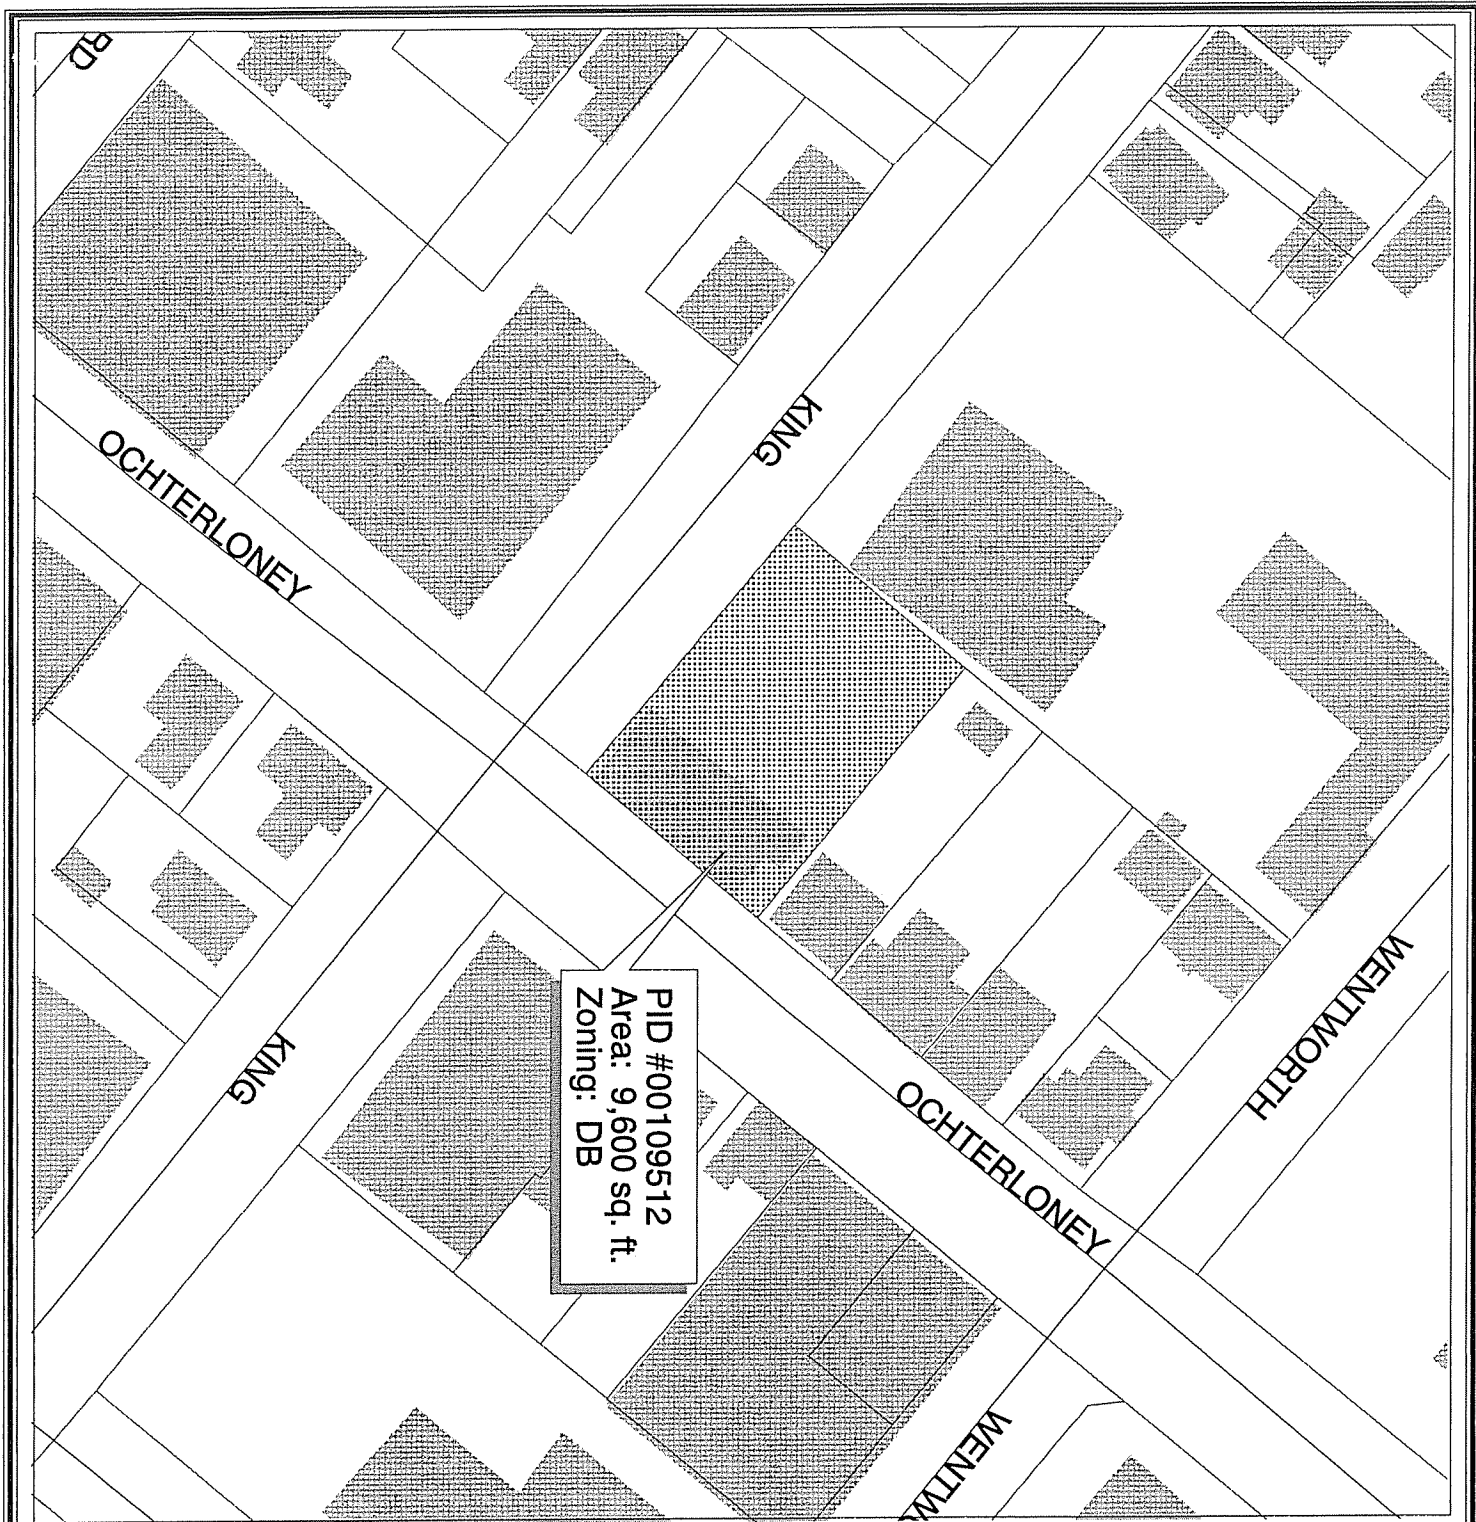 RD
KING
OCHTERLONEY
PID #00109512
Area: 9,600 sq. ft.
Zoning: DB
WENTWORTH
KING
OCHTERLONEY
WENTW